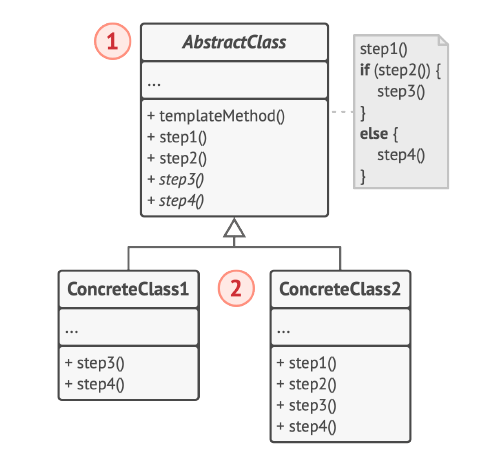 1
AbstractClass
...
+ templateMethod()
+ step1()
+ step2()
+ step3()
+ step4()
step1()
if (step2()) {
step3()
}
else {
step4()
}
2
ConcreteClass1
...
+ step3()
+ step4()
ConcreteClass2
...
+ step1()
+ step2()
+ step3()
+ step4()